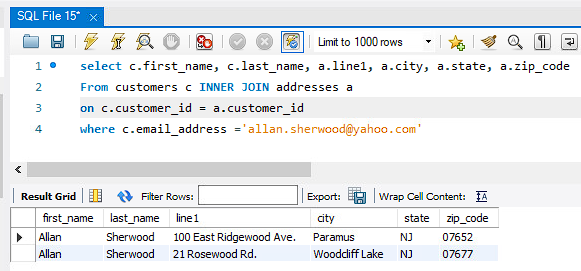 SQL File 15*
Limit to 1000 rows
1 select c.first_name, c.last_name, a.line1, a.city, a.state, a.zip_code
2 From customers c INNER JOIN addresses a
3 on c.customer_id = a.customer_id
4 where c.email_address ='allan.sherwood@yahoo.com'
Result Grid Filter Rows: Export: Wrap Cell Content:
first_name last_name line1 city state zip_code
Allan Sherwood 100 East Ridgewood Ave. Paramus NJ 07652
Allan Sherwood 21 Rosewood Rd. Woodcliff Lake NJ 07677